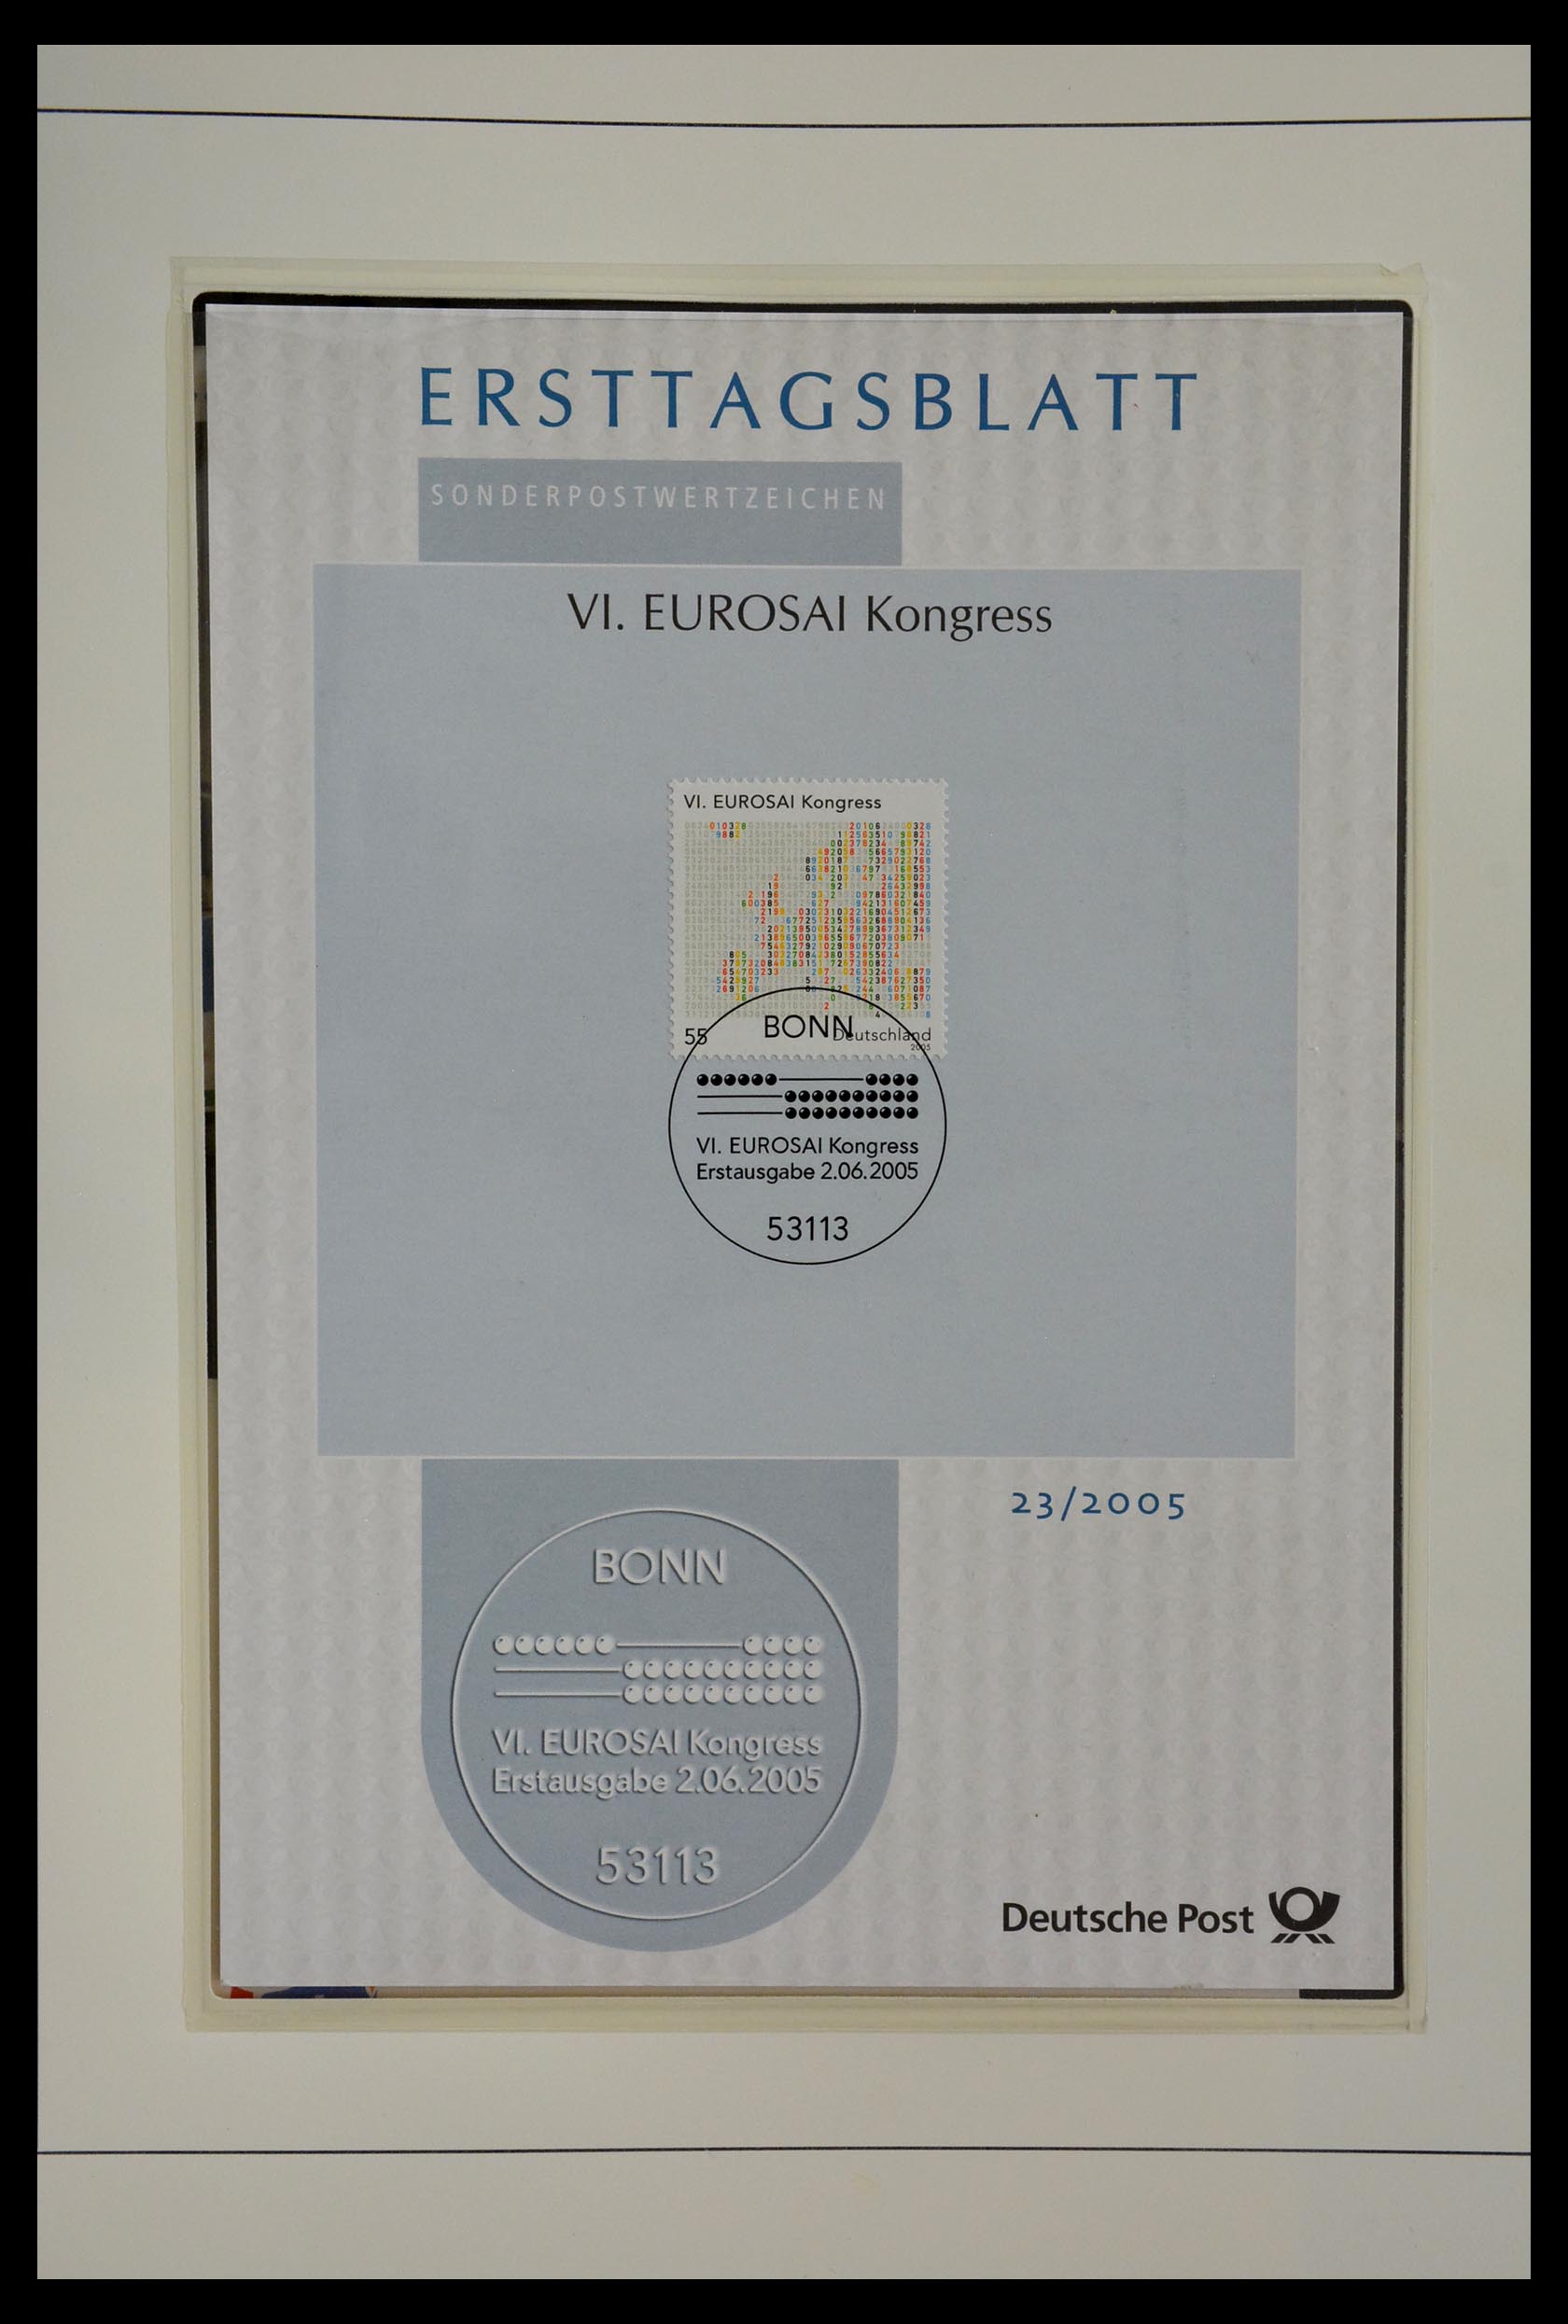 ERSTTAGSBLATT
SONDERPOSTWERTZEICHEN
VI. EUROSAI Kongress
VI. EUROSAI Kongress
55
Deutschland
2005
BONN
VI. EUROSAI Kongress
Erstausgabe 2.06.2005
53113
23/2005
BONN
VI. EUROSAI Kongress
Erstausgabe 2.06.2005
53113
Deutsche Post